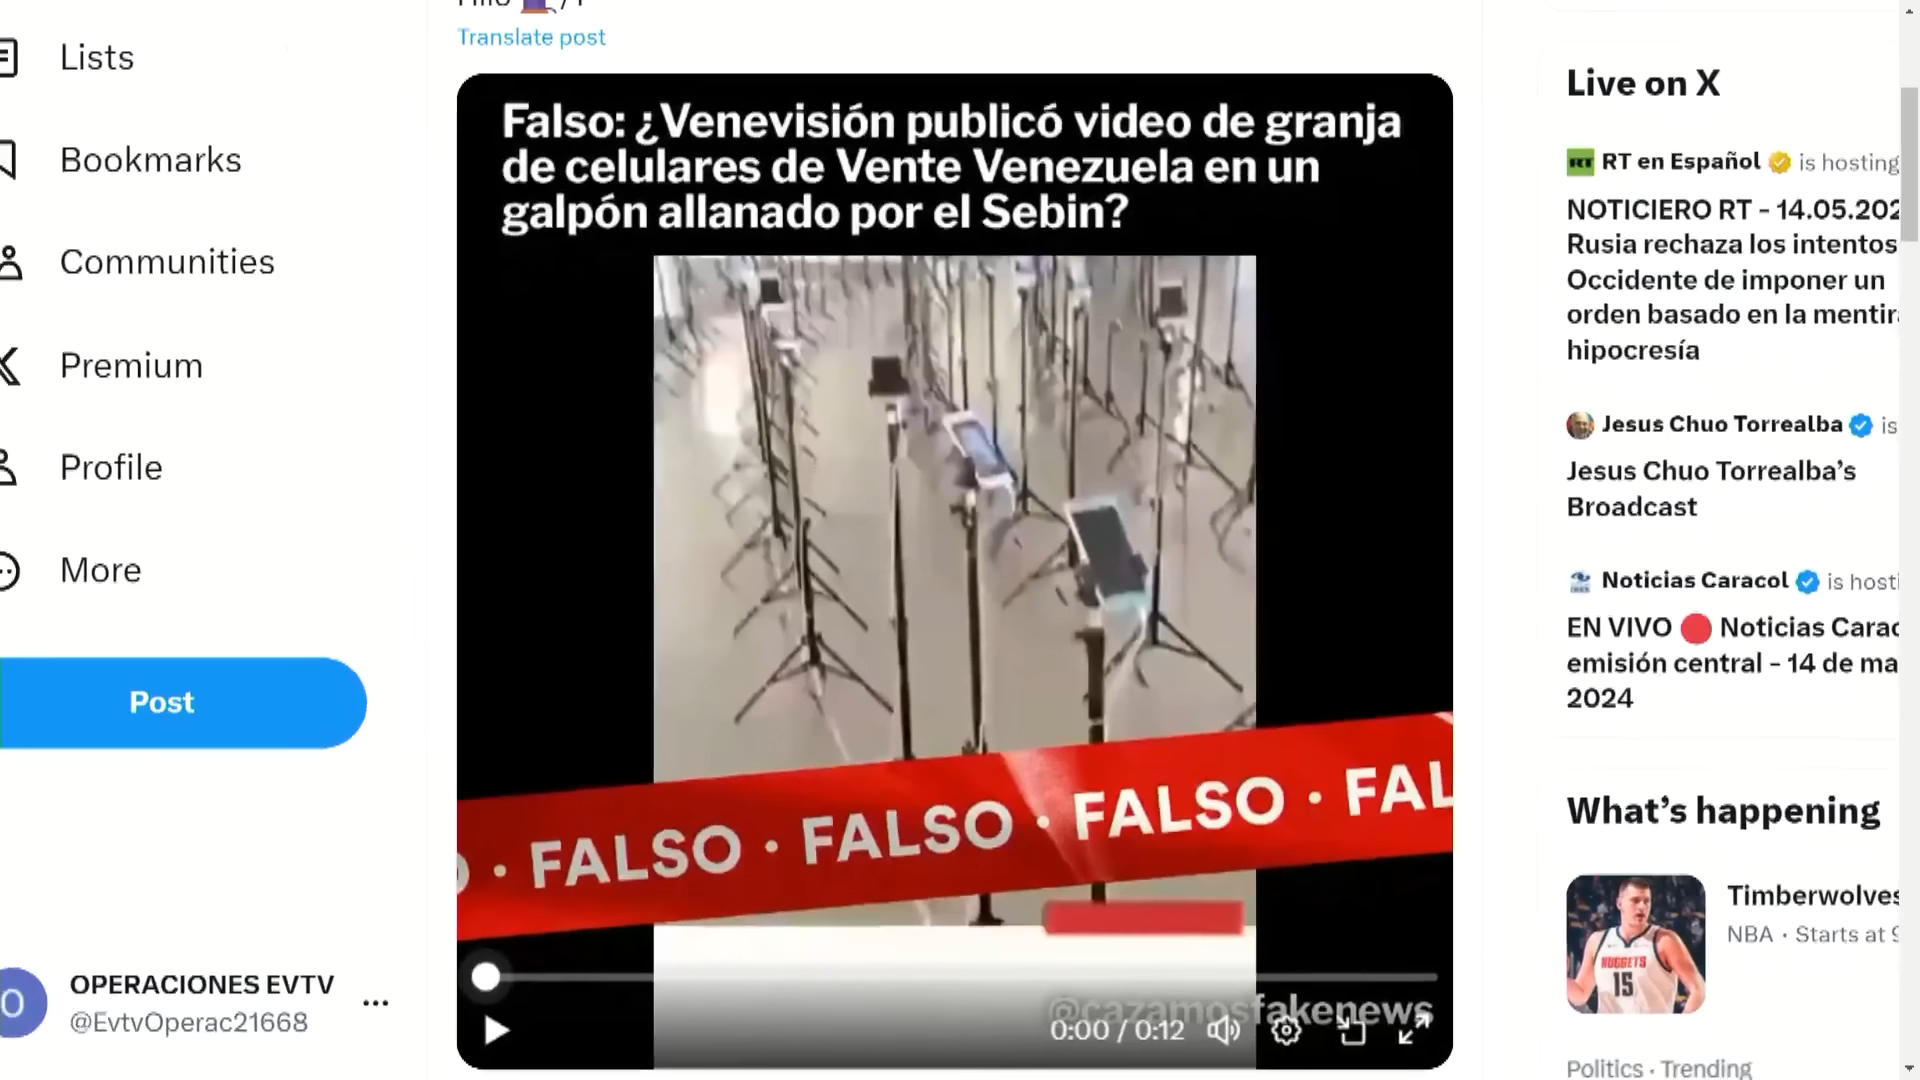 Translate post
Lists
Bookmarks
Communities
Premium
Profile
More
Post
OPERACIONES EVTV
@EvtvOperac21668
Falso: ¿Venevisión publicó video de granja
de celulares de Vente Venezuela en un
galpón allanado por el Sebin?
· FALSO · FALSO · FALSO · FAL
@cazamosfakenews
0:00 / 0:12
Live on X
RT en Español is hosting
NOTICIERO RT - 14.05.202
Rusia rechaza los intentos
Occidente de imponer un
orden basado en la mentir
hipocresía
Jesus Chuo Torrealba is
Jesus Chuo Torrealba's
Broadcast
Noticias Caracol is hosti
EN VIVO Noticias Carac
emisión central - 14 de ma
2024
What's happening
Timberwolves
NBA · Starts at 9
NUGGETS
15
Politics · Trending